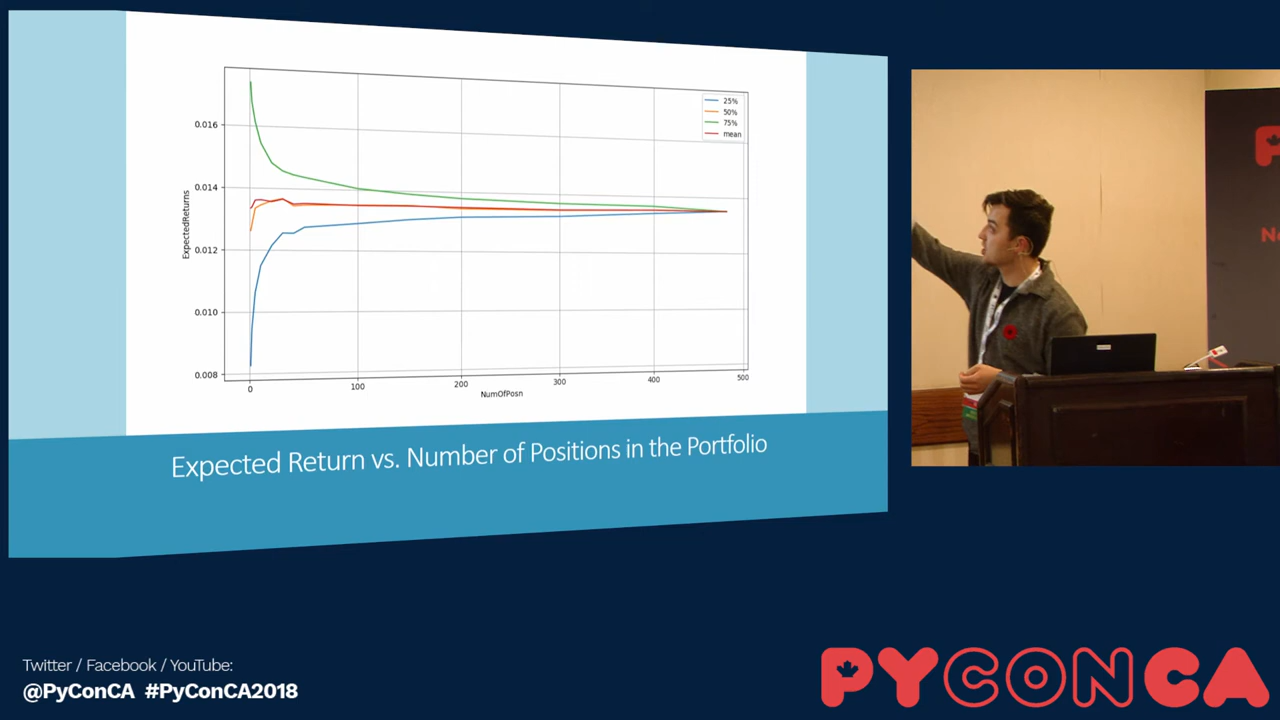 25%
50%
75%
mean
0.016
0.014
0.012
0.010
0.008
ExpectedReturns
0
100
200
300
400
500
NumOfPosn
Expected Return vs. Number of Positions in the Portfolio
Twitter / Facebook / YouTube:
@PyConCA #PyConCA2018
PYCONCA